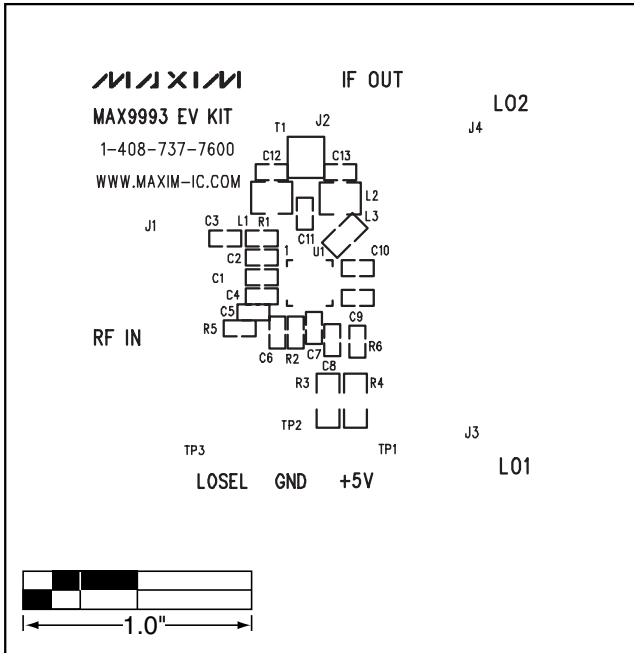 MAXIM
IF OUT
LO2
MAX9993 EV KIT
J2
J4
T1
1-408-737-7600
C12
C13
WWW.MAXIM-IC.COM
L2
L3
J1
C3
L1
R1
C11
U1
1
C2
C10
C1
C4
C5
R5
C9
RF IN
C6
R2
C7
R6
C8
R3
R4
TP2
J3
TP3
TP1
LO1
LOSEL GND +5V
1.0"